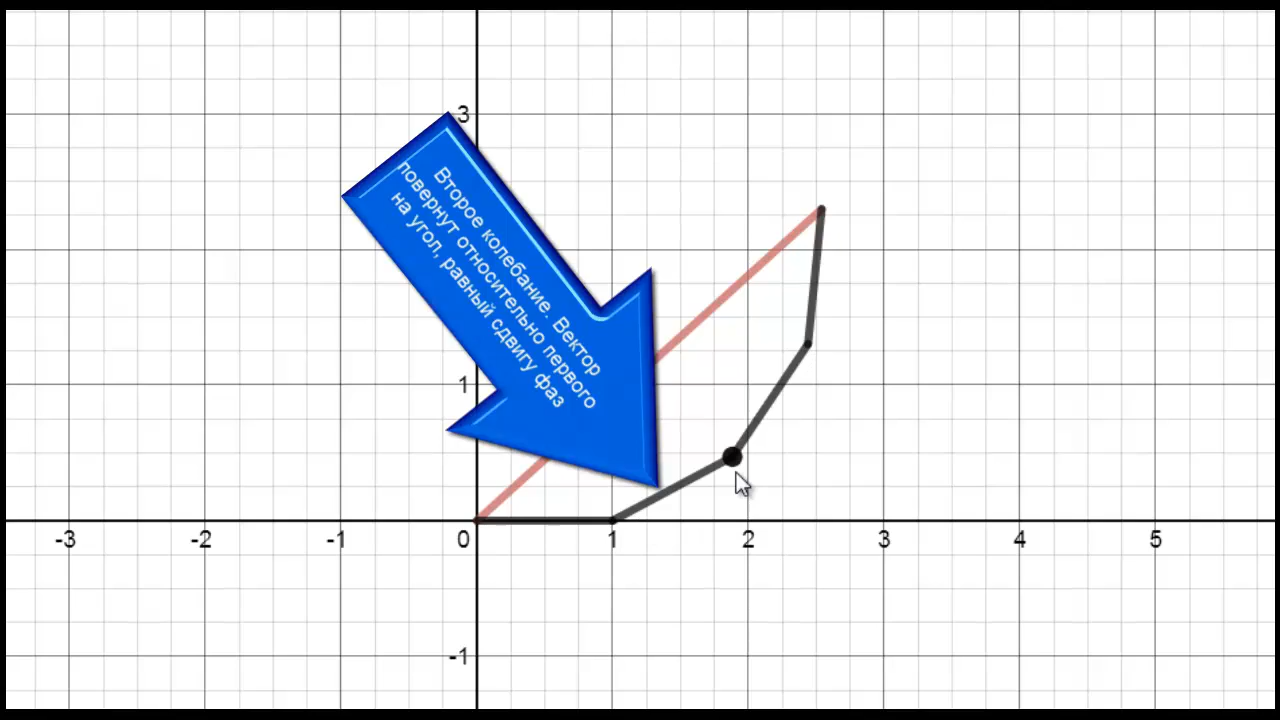 Второе колебание. Вектор
повернут относительно первого
на угол, равный сдвигу фаз
3
1
-3 -2 -1 0 1 2 3 4 5
-1